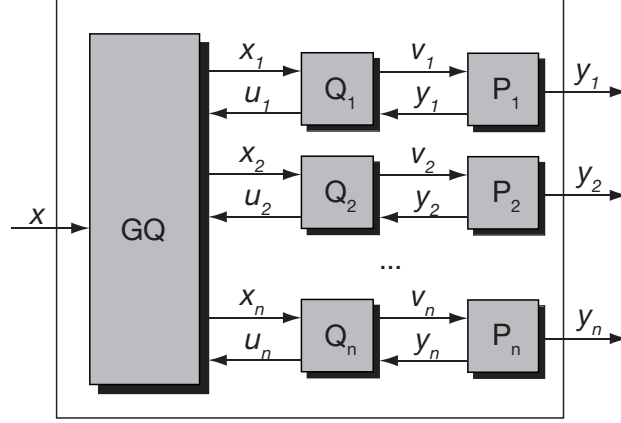 x₁ v₁ y₁
Q₁ P₁
u₁ y₁
x₂ v₂ y₂
Q₂ P₂
u₂ y₂
x GQ
...
xₙ vₙ yₙ
Qₙ Pₙ
uₙ yₙ